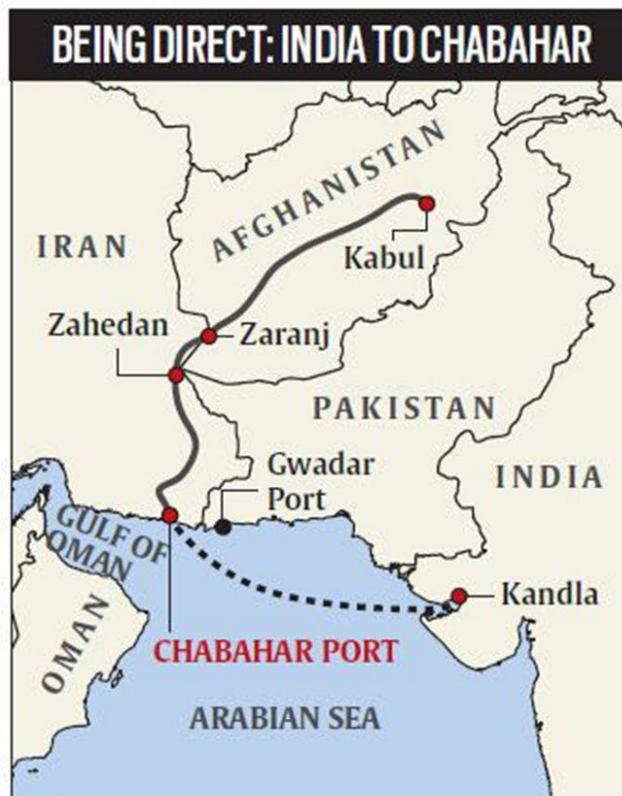 BEING DIRECT: INDIA TO CHABAHAR
AFGHANISTAN
IRAN
Kabul
Zahedan
Zaranj
PAKISTAN
Gwadar
Port
INDIA
GULF OF
OMAN
Kandla
OMAN
CHABAHAR PORT
ARABIAN SEA